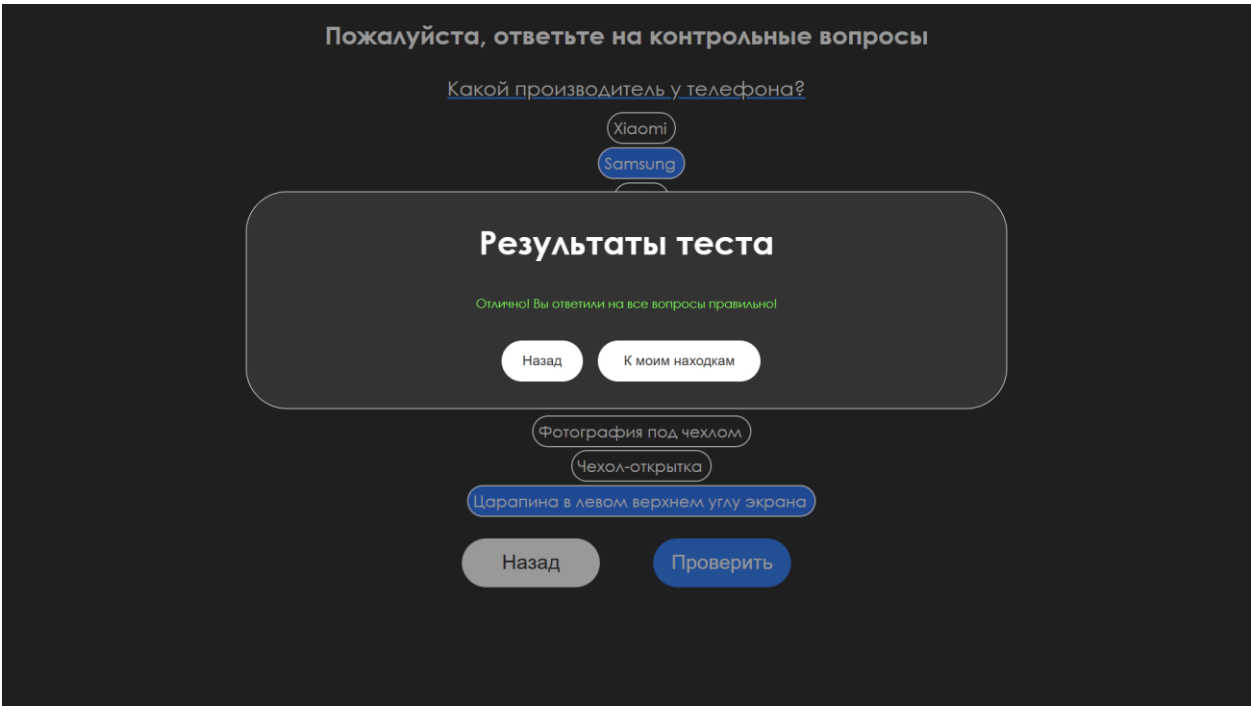 Пожалуйста, ответьте на контрольные вопросы
Какой производитель у телефона?
Xiaomi
Samsung
Результаты теста
Отлично! Вы ответили на все вопросы правильно!
Назад
К моим находкам
Фотография под чехлом
Чехол-открытка
Царапина в левом верхнем углу экрана
Назад
Проверить